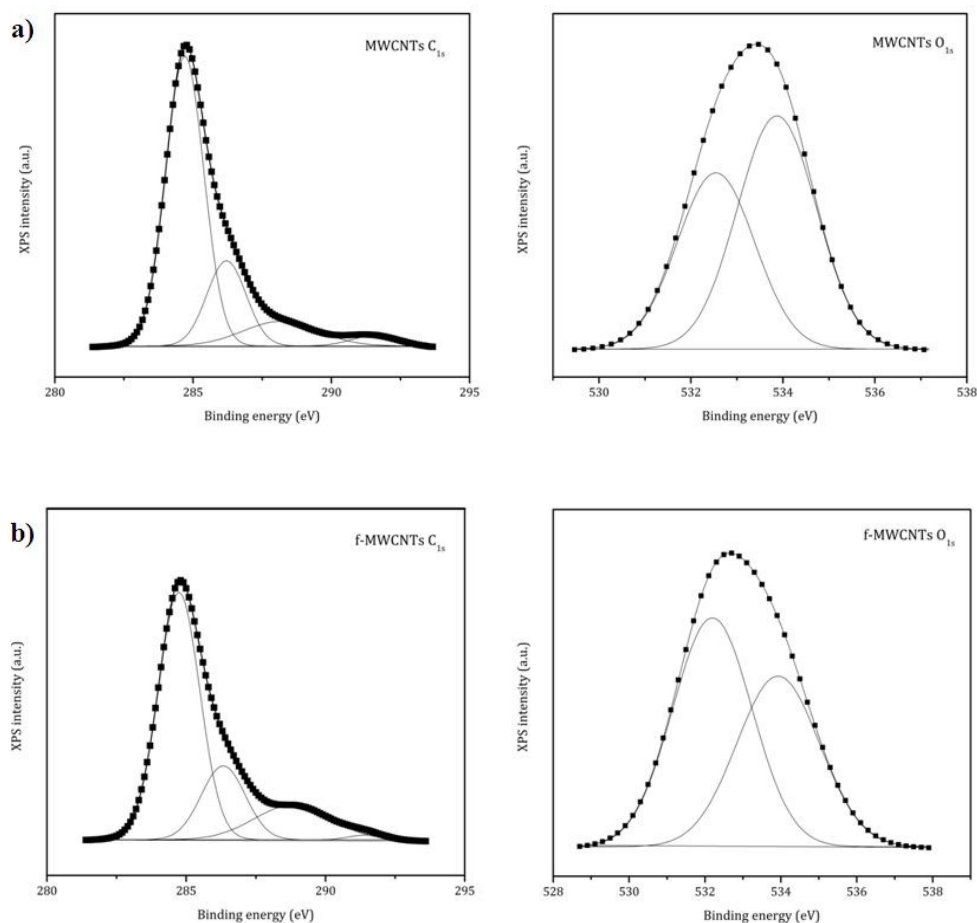 a)
MWCNTs C1s
XPS intensity (a.u.)
280 285 290 295
Binding energy (eV)
MWCNTs O1s
XPS intensity (a.u.)
530 532 534 536 538
Binding energy (eV)
b)
f-MWCNTs C1s
XPS intensity (a.u.)
280 285 290 295
Binding energy (eV)
f-MWCNTs O1s
XPS intensity (a.u.)
528 530 532 534 536 538
Binding energy (eV)